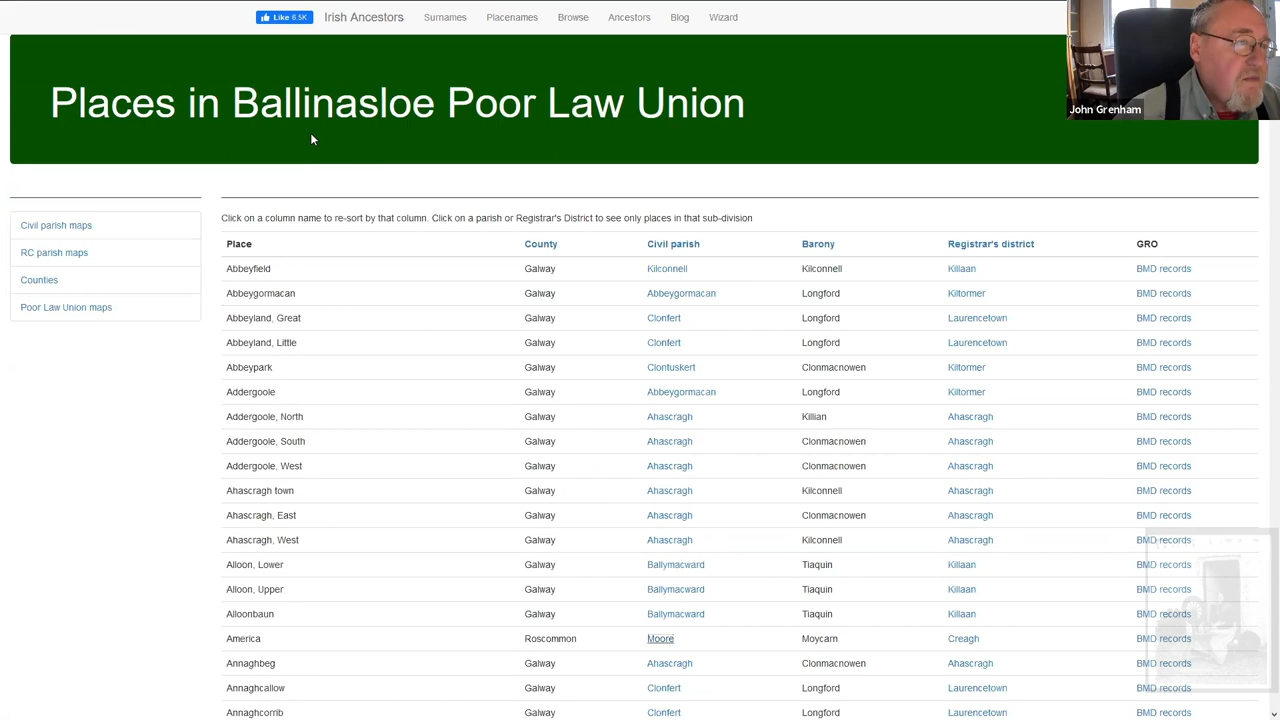 Like 6.5K Irish Ancestors Surnames Placenames Browse Ancestors Blog Wizard
John Grenham
Places in Ballinasloe Poor Law Union
Civil parish maps
RC parish maps
Counties
Poor Law Union maps
Click on a column name to re-sort by that column. Click on a parish or Registrar's District to see only places in that sub-division
Place County Civil parish Barony Registrar's district GRO
Abbeyfield Galway Kilconnell Kilconnell Killaan BMD records
Abbeygormacan Galway Abbeygormacan Longford Kiltormer BMD records
Abbeyland, Great Galway Clonfert Longford Laurencetown BMD records
Abbeyland, Little Galway Clonfert Longford Laurencetown BMD records
Abbeypark Galway Clontuskert Clonmacnowen Kiltormer BMD records
Addergoole Galway Abbeygormacan Longford Kiltormer BMD records
Addergoole, North Galway Ahascragh Killian Ahascragh BMD records
Addergoole, South Galway Ahascragh Clonmacnowen Ahascragh BMD records
Addergoole, West Galway Ahascragh Clonmacnowen Ahascragh BMD records
Ahascragh town Galway Ahascragh Kilconnell Ahascragh BMD records
Ahascragh, East Galway Ahascragh Clonmacnowen Ahascragh BMD records
Ahascragh, West Galway Ahascragh Kilconnell Ahascragh BMD records
Alloon, Lower Galway Ballymacward Tiaquin Killaan BMD records
Alloon, Upper Galway Ballymacward Tiaquin Killaan BMD records
Alloonbaun Galway Ballymacward Tiaquin Killaan BMD records
America Roscommon Moore Moycarn Creagh BMD records
Annaghbeg Galway Ahascragh Clonmacnowen Ahascragh BMD records
Annaghcallow Galway Clonfert Longford Laurencetown BMD records
Annaghcorrib Galway Clonfert Longford Laurencetown BMD records